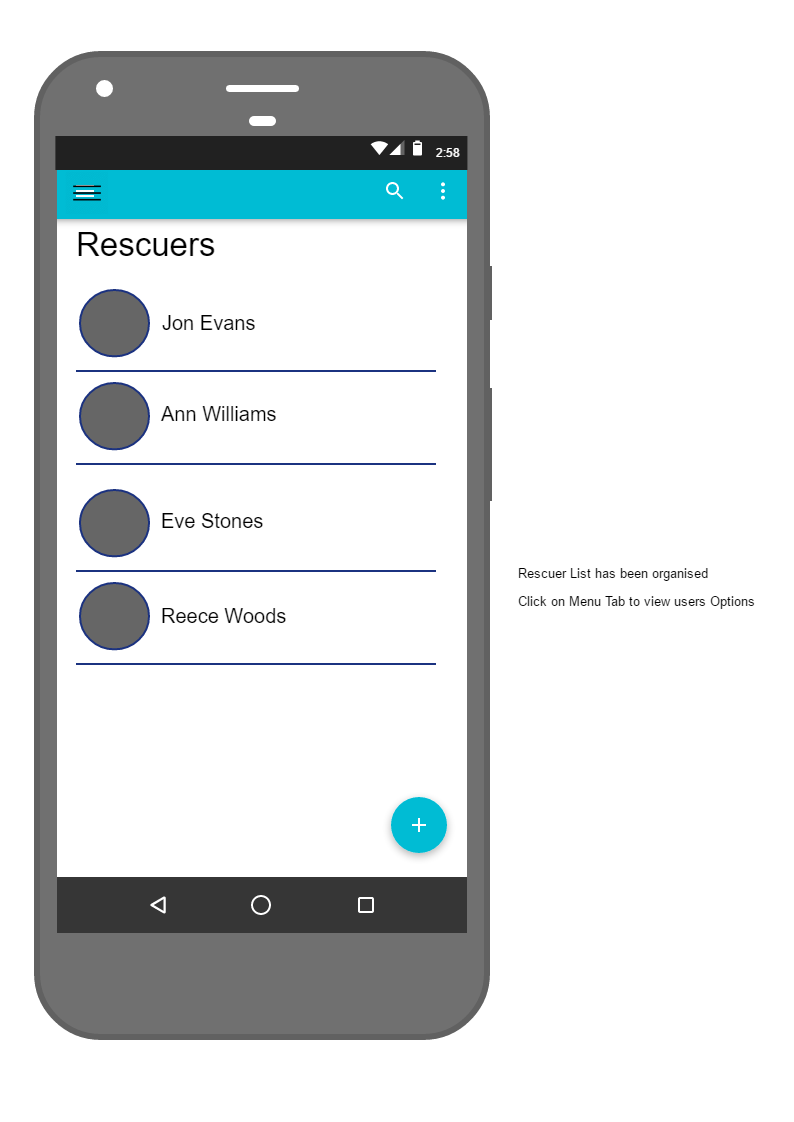 2:58
Rescuers
Jon Evans
Ann Williams
Eve Stones
Reece Woods
Rescuer List has been organised
Click on Menu Tab to view users Options